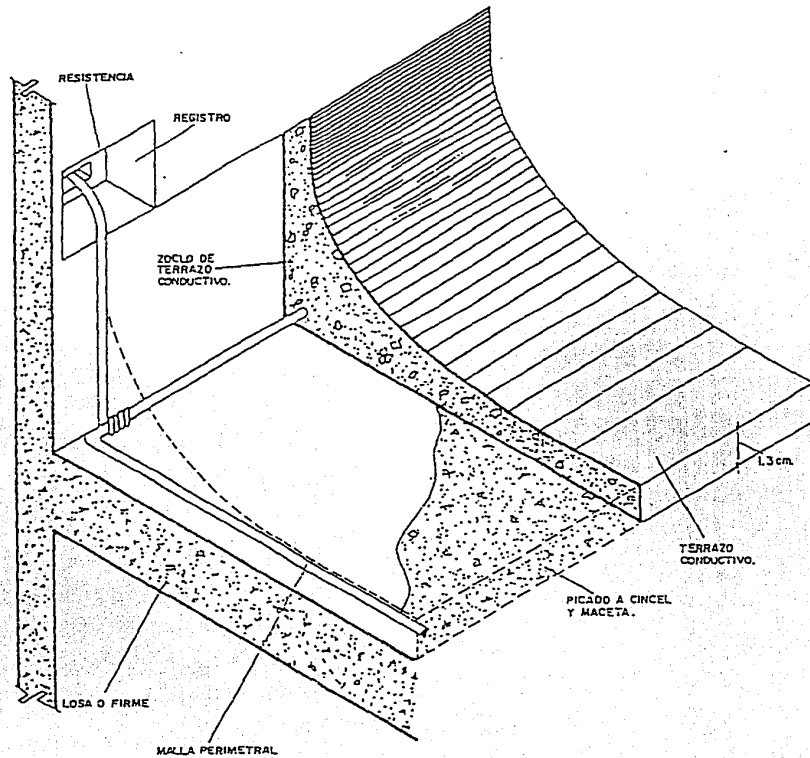 RESISTENCIA
REGISTRO
ZOCLO DE
TERRAZO
CONDUCTIVO.
1.3 cm.
TERRAZO
CONDUCTIVO.
PICADO A CINCEL
Y MACETA.
LOSA O FIRME
MALLA PERIMETRAL